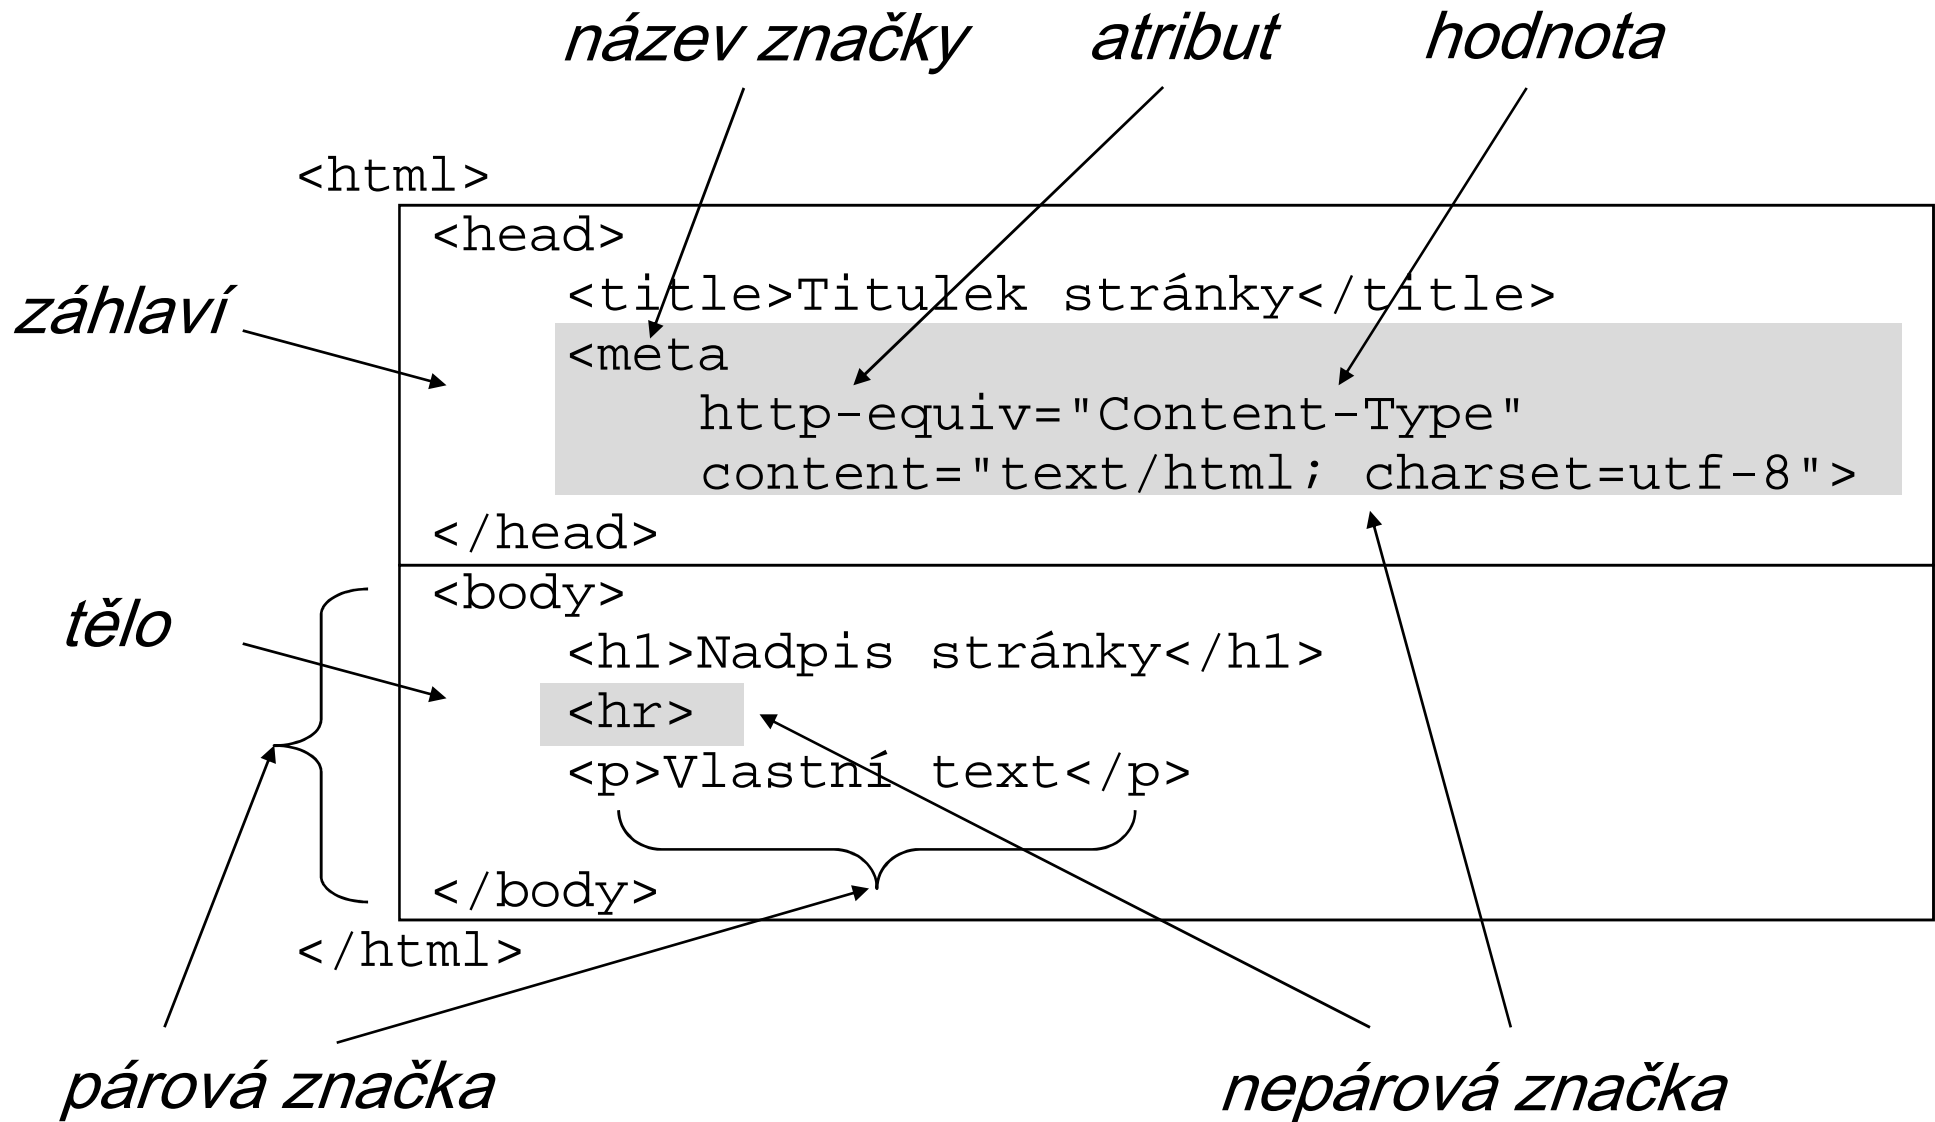 název značky atribut hodnota
<html>
<head>
<title>Titulek stránky</title>
záhlaví
<meta
http-equiv="Content-Type"
content="text/html; charset=utf-8">
</head>
<body>
tělo
<h1>Nadpis stránky</h1>
<hr>
<p>Vlastní text</p>
</body>
</html>
párová značka nepárová značka